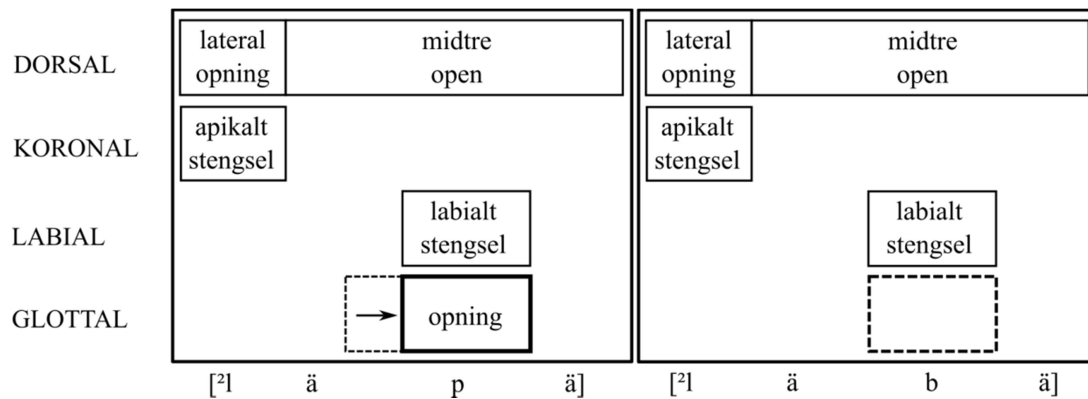 DORSAL
lateral
opning
midtre
open
lateral
opning
midtre
open
KORONAL
apikalt
stengsel
apikalt
stengsel
LABIAL
labialt
stengsel
labialt
stengsel
GLOTTAL
opning
[²l ä p ä]
[²l ä b ä]